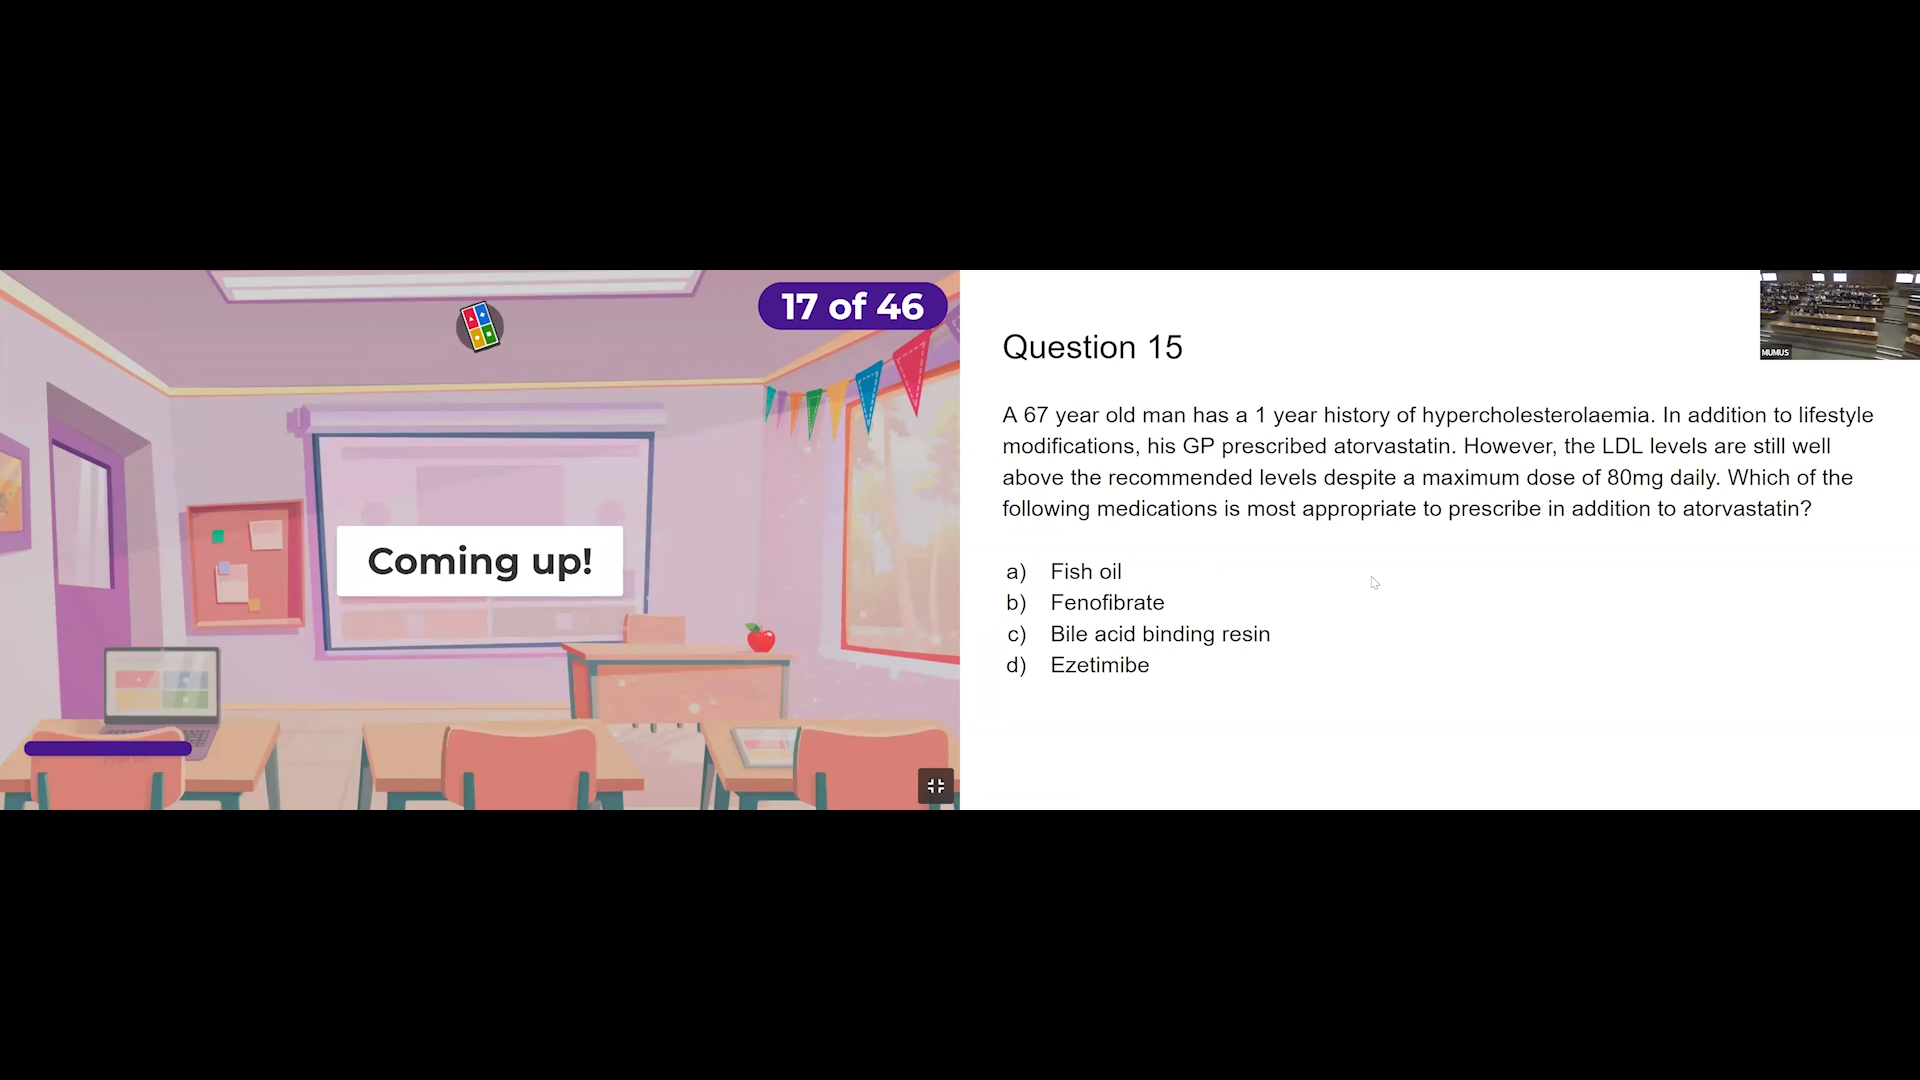 17 of 46
Coming up!
MUMUS
Question 15
A 67 year old man has a 1 year history of hypercholesterolaemia. In addition to lifestyle
modifications, his GP prescribed atorvastatin. However, the LDL levels are still well
above the recommended levels despite a maximum dose of 80mg daily. Which of the
following medications is most appropriate to prescribe in addition to atorvastatin?
a) Fish oil
b) Fenofibrate
c) Bile acid binding resin
d) Ezetimibe